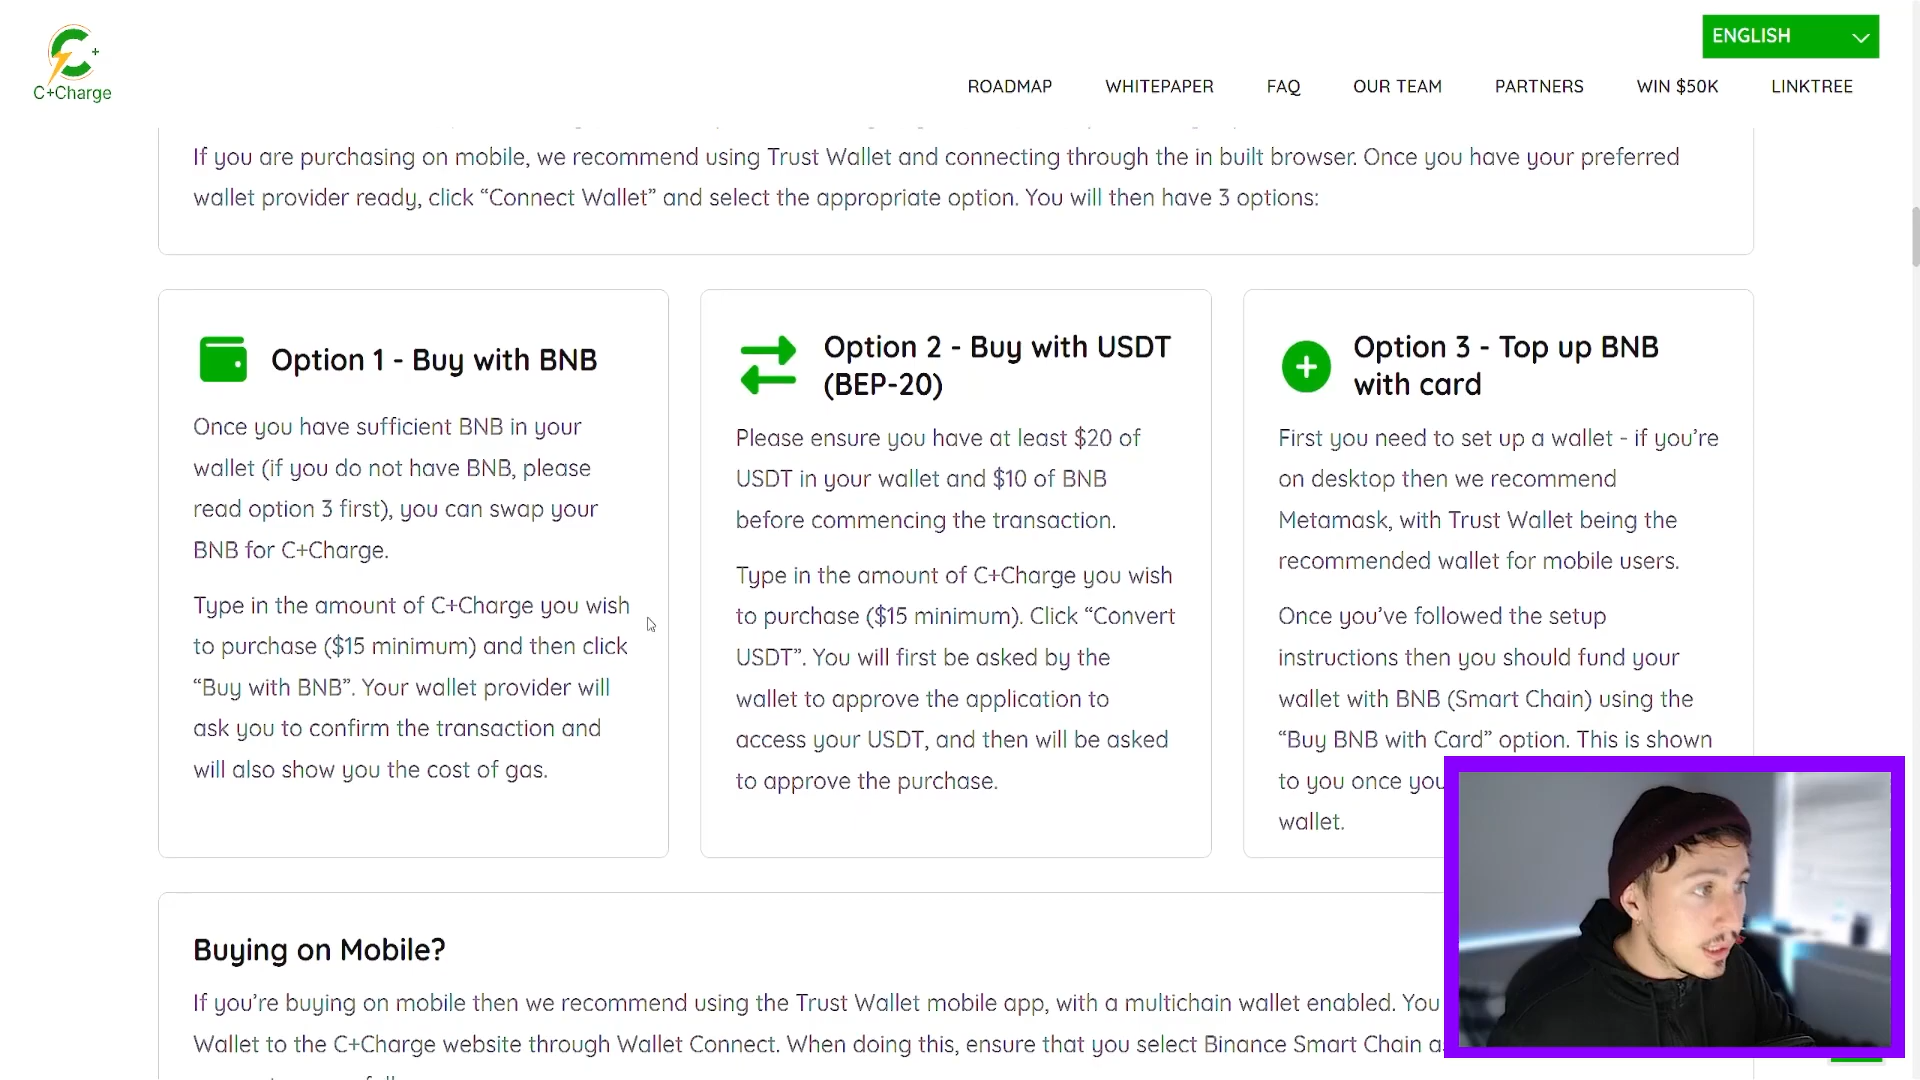 C+Charge
ENGLISH
ROADMAP WHITEPAPER FAQ OUR TEAM PARTNERS WIN $50K LINKTREE
If you are purchasing on mobile, we recommend using Trust Wallet and connecting through the in built browser. Once you have your preferred
wallet provider ready, click “Connect Wallet” and select the appropriate option. You will then have 3 options:
Option 1 - Buy with BNB
Once you have sufficient BNB in your
wallet (if you do not have BNB, please
read option 3 first), you can swap your
BNB for C+Charge.
Type in the amount of C+Charge you wish
to purchase ($15 minimum) and then click
“Buy with BNB”. Your wallet provider will
ask you to confirm the transaction and
will also show you the cost of gas.
Option 2 - Buy with USDT
(BEP-20)
Please ensure you have at least $20 of
USDT in your wallet and $10 of BNB
before commencing the transaction.
Type in the amount of C+Charge you wish
to purchase ($15 minimum). Click “Convert
USDT”. You will first be asked by the
wallet to approve the application to
access your USDT, and then will be asked
to approve the purchase.
Option 3 - Top up BNB
with card
First you need to set up a wallet - if you’re
on desktop then we recommend
Metamask, with Trust Wallet being the
recommended wallet for mobile users.
Once you’ve followed the setup
instructions then you should fund your
wallet with BNB (Smart Chain) using the
“Buy BNB with Card” option. This is shown
to you once you
wallet.
Buying on Mobile?
If you’re buying on mobile then we recommend using the Trust Wallet mobile app, with a multichain wallet enabled. You
Wallet to the C+Charge website through Wallet Connect. When doing this, ensure that you select Binance Smart Chain